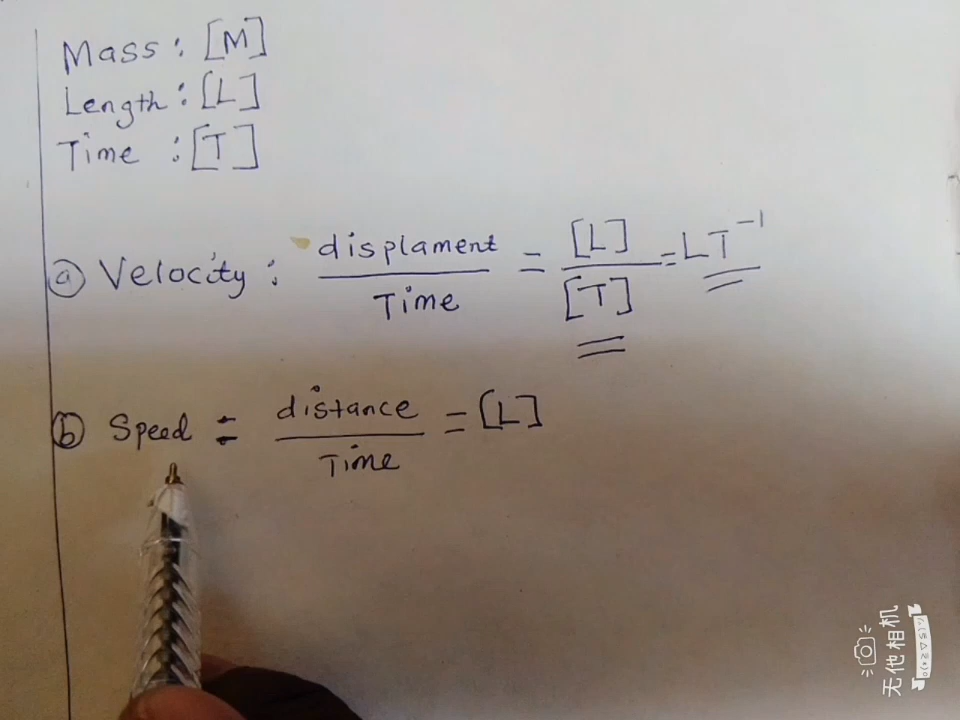 Mass : [M]
Length : [L]
Time : [T]
ⓐ Velocity : displament / Time = [L] / [T] = LT⁻¹
ⓑ Speed = distance / Time = [L]
无他相机